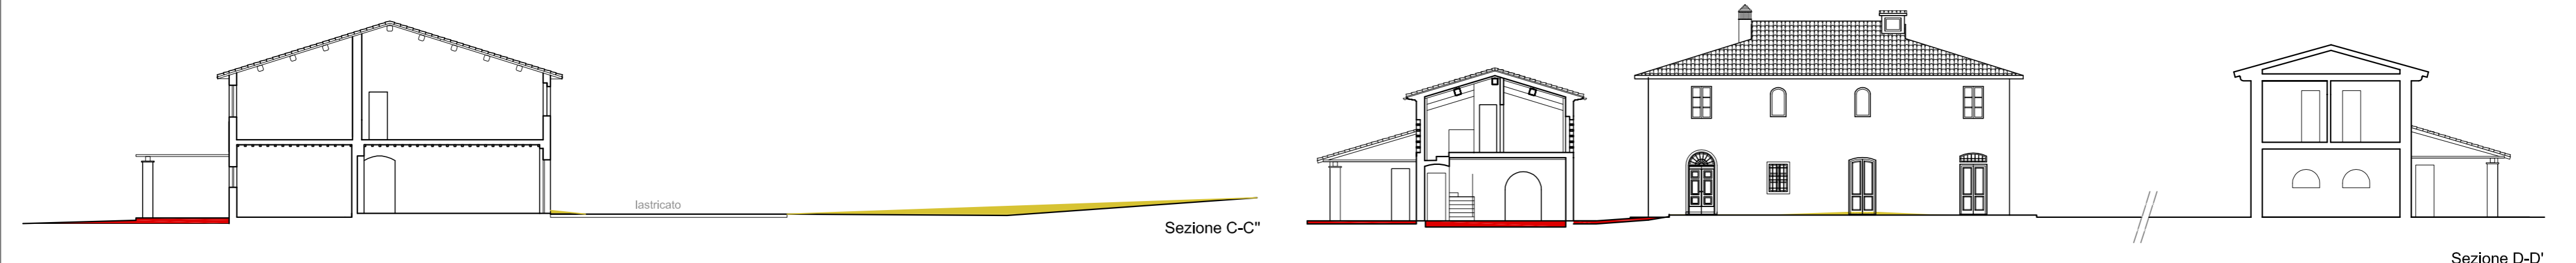 lastricato
Sezione C-C"
Sezione D-D'